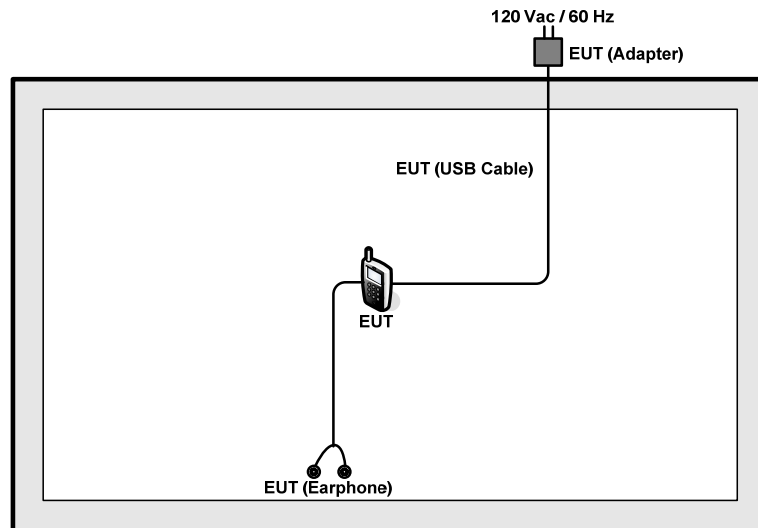 120 Vac / 60 Hz
EUT (Adapter)
EUT (USB Cable)
EUT
EUT (Earphone)